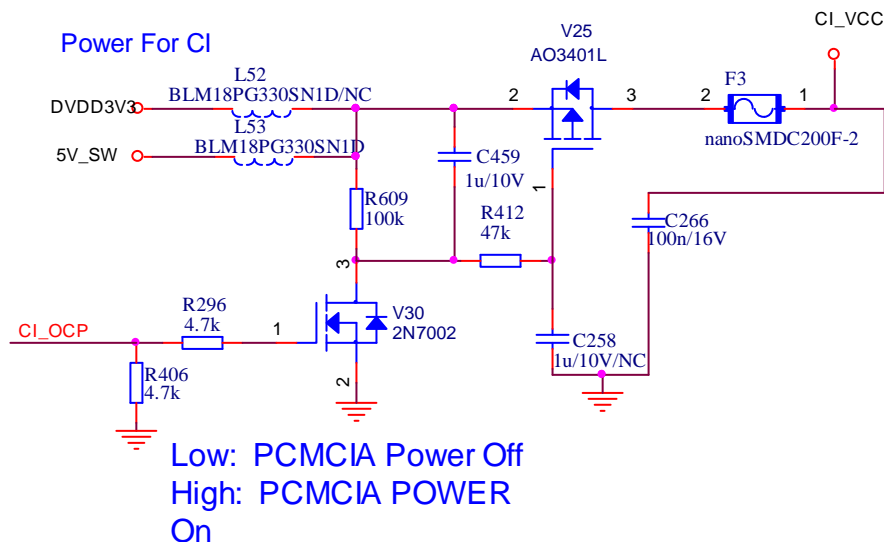 Power For CI
V25
AO3401L
CI_VCC
L52
BLM18PG330SN1D/NC
F3
DVDD3V3
2
3
2
1
L53
BLM18PG330SN1D
nanoSMDC200F-2
5V_SW
C459
1u/10V
1
R609
100k
R412
47k
C266
100n/16V
3
R296
4.7k
V30
2N7002
CI_OCP
1
C258
1u/10V/NC
R406
4.7k
2
Low: PCMCIA Power Off
High: PCMCIA POWER
On